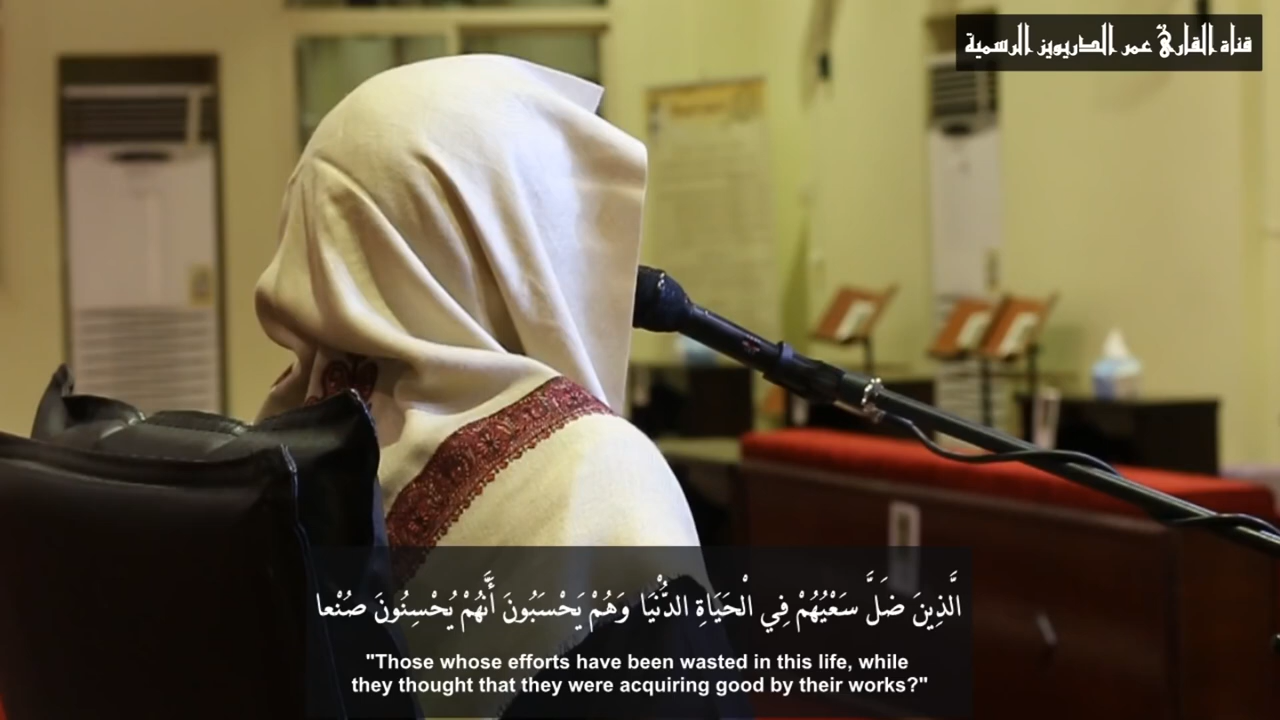 قناة القارئ عمر الدريويز الرسمية
الَّذِينَ ضَلَّ سَعْيُهُمْ فِي الْحَيَاةِ الدُّنْيَا وَهُمْ يَحْسَبُونَ أَنَّهُمْ يُحْسِنُونَ صُنْعا
"Those whose efforts have been wasted in this life, while
they thought that they were acquiring good by their works?"